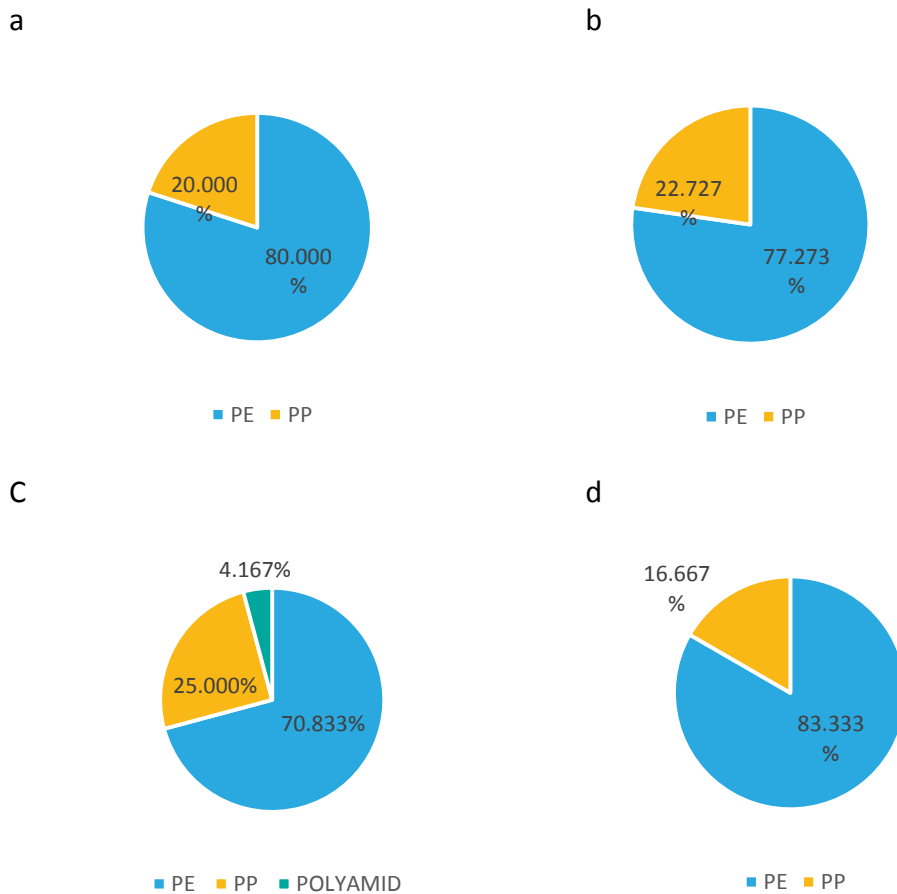 a
b
20.000
%
80.000
%
22.727
%
77.273
%
PE PP
PE PP
C
d
4.167%
25.000%
70.833%
16.667
%
83.333
%
PE PP POLYAMID
PE PP